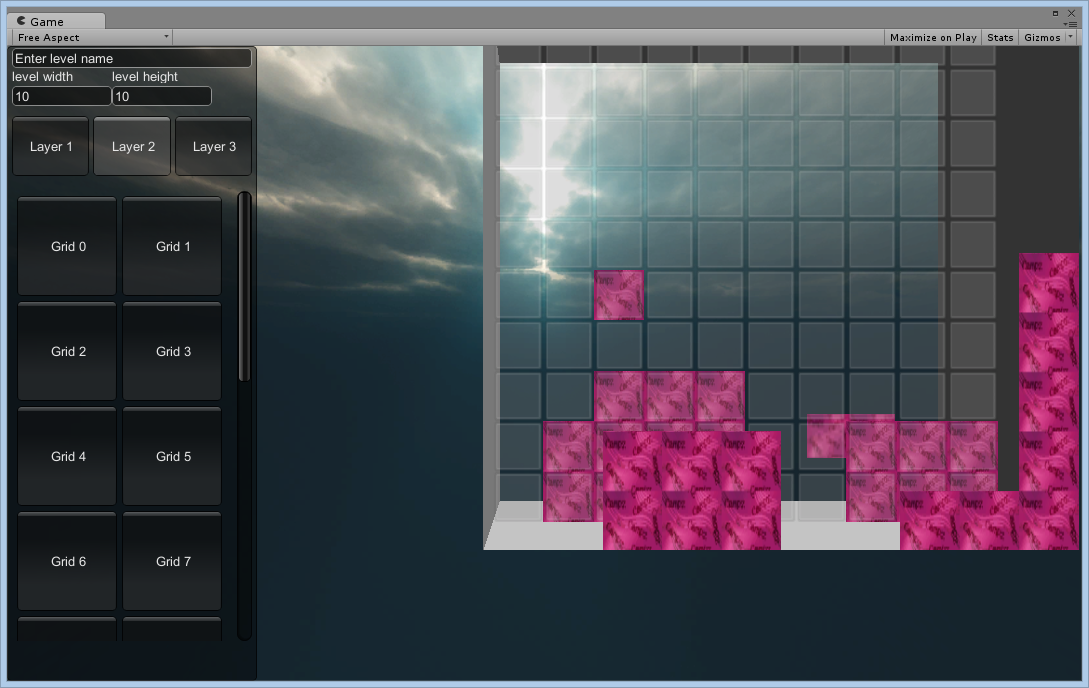 Game
Free Aspect
Maximize on Play
Stats
Gizmos
Enter level name
level width
level height
10
10
Layer 1
Layer 2
Layer 3
Grid 0
Grid 1
Grid 2
Grid 3
Grid 4
Grid 5
Grid 6
Grid 7